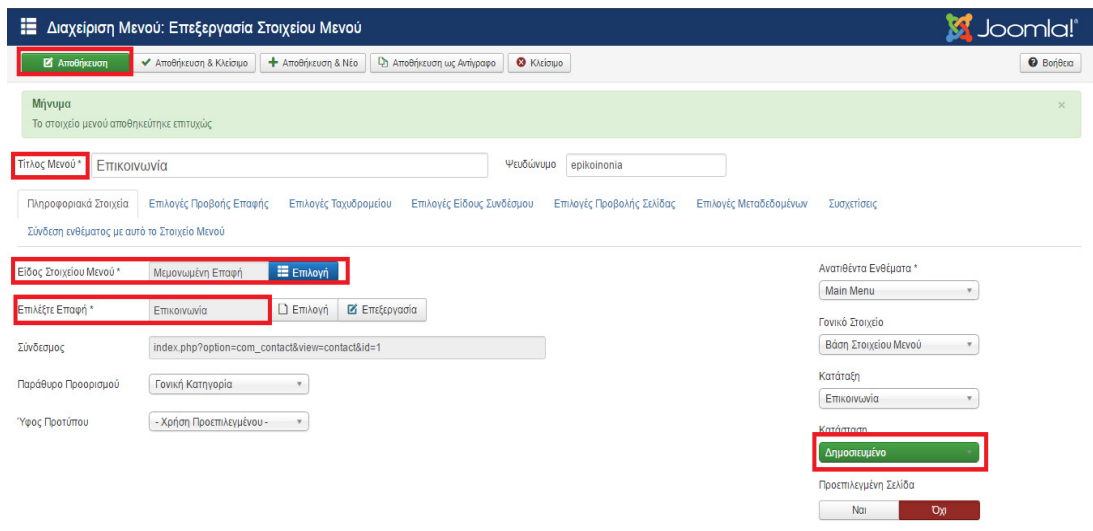 Διαχείριση Μενού: Επεξεργασία Στοιχείου Μενού
Joomla!®
Αποθήκευση Αποθήκευση & Κλείσιμο Αποθήκευση & Νέο Αποθήκευση ως Αντίγραφο Κλείσιμο Βοήθεια
Μήνυμα ×
Το στοιχείο μενού αποθηκεύτηκε επιτυχώς
Τίτλος Μενού * Επικοινωνία Ψευδώνυμο epikoinonia
Πληροφοριακά Στοιχεία Επιλογές Προβολής Επαφής Επιλογές Ταχυδρομείου Επιλογές Είδους Συνδέσμου Επιλογές Προβολής Σελίδας Επιλογές Μεταδεδομένων Συσχετίσεις
Σύνδεση ενθέματος με αυτό το Στοιχείο Μενού
Είδος Στοιχείου Μενού * Μεμονωμένη Επαφή Επιλογή
Επιλέξτε Επαφή * Επικοινωνία Επιλογή Επεξεργασία
Σύνδεσμος index.php?option=com_contact&view=contact&id=1
Παράθυρο Προορισμού Γονική Κατηγορία
Ύφος Προτύπου - Χρήση Προεπιλεγμένου -
Ανατιθέντα Ενθέματα *
Main Menu
Γονικό Στοιχείο
Βάση Στοιχείου Μενού
Κατάταξη
Επικοινωνία
Κατάσταση
Δημοσιευμένο
Προεπιλεγμένη Σελίδα
Ναι Όχι